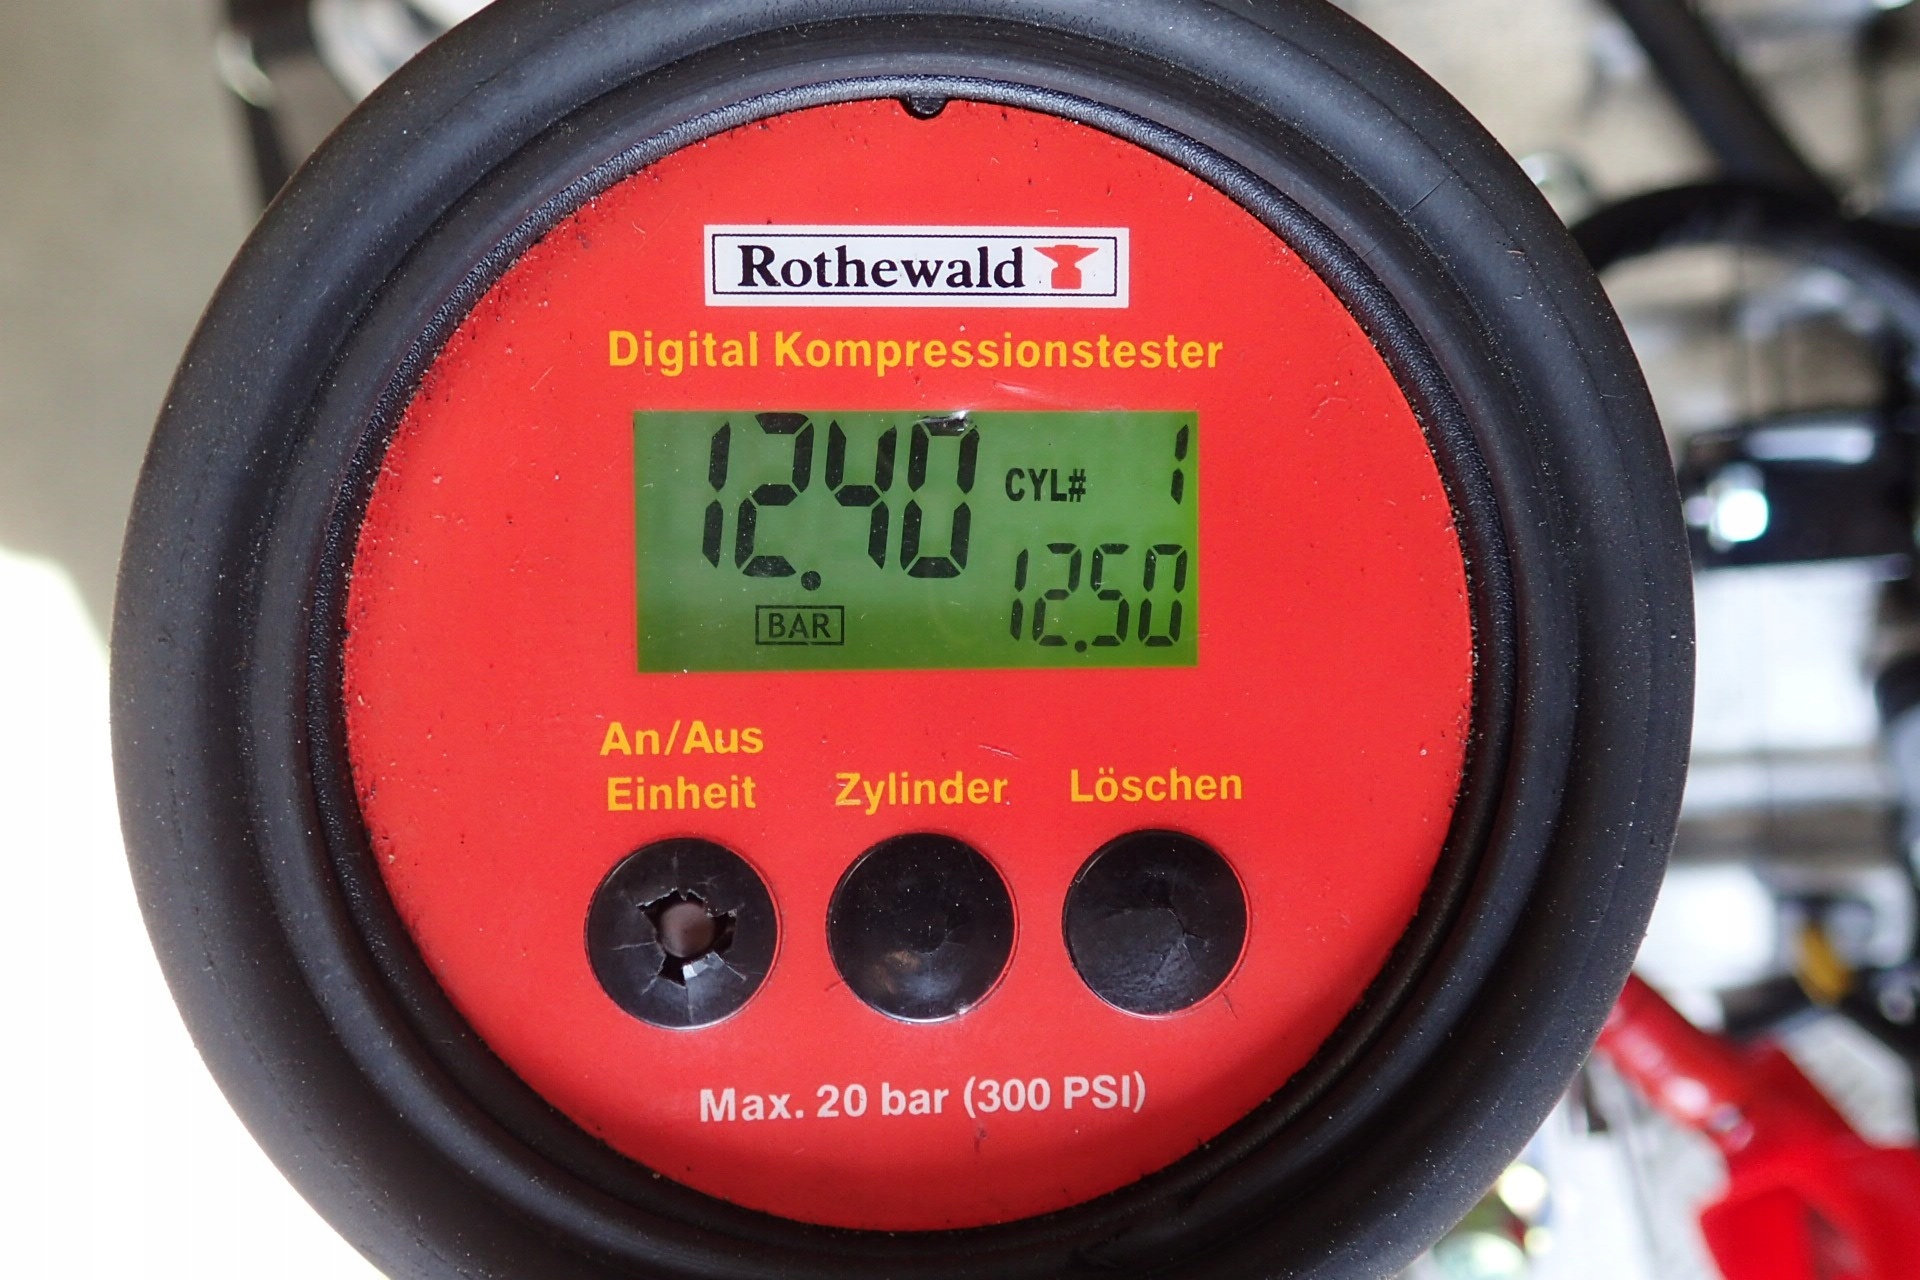 Rothewald
Digital Kompressionstester
12.40 CYL# 1
BAR 12.50
An/Aus
Einheit Zylinder Löschen
Max. 20 bar (300 PSI)